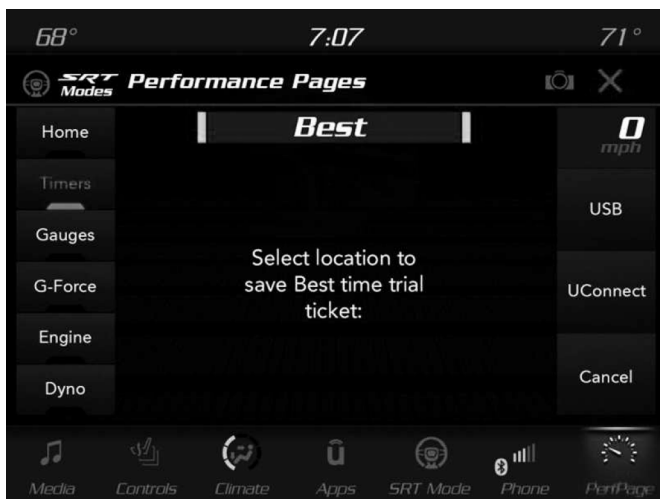 68°
7:07
71°
SRT
Modes
Performance Pages
Home
Best
0
mph
Timers
USB
Gauges
Select location to
G-Force
save Best time trial
UConnect
ticket:
Engine
Cancel
Dyno
Media
Controls
Climate
Apps
SRT Mode
Phone
PerfPage